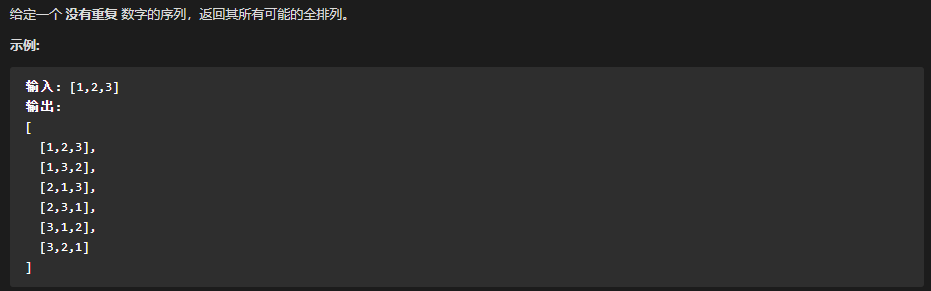 给定一个 没有重复 数字的序列，返回其所有可能的全排列。
示例:
输入: [1,2,3]
输出:
[
  [1,2,3],
  [1,3,2],
  [2,1,3],
  [2,3,1],
  [3,1,2],
  [3,2,1]
]